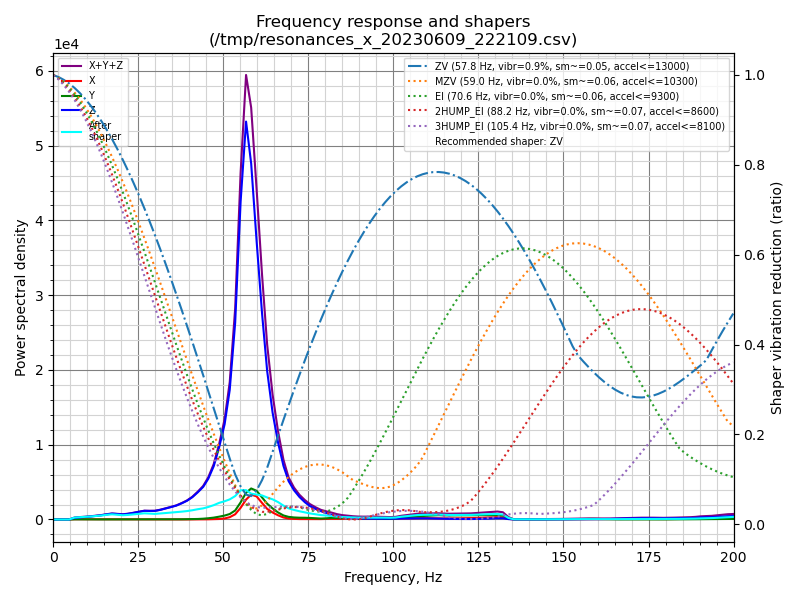 Frequency response and shapers
(/tmp/resonances_x_20230609_222109.csv)
1e4
X+Y+Z
X
Y
Z
After
shaper
ZV (57.8 Hz, vibr=0.9%, sm~=0.05, accel<=13000)
MZV (59.0 Hz, vibr=0.0%, sm~=0.06, accel<=10300)
EI (70.6 Hz, vibr=0.0%, sm~=0.06, accel<=9300)
2HUMP_EI (88.2 Hz, vibr=0.0%, sm~=0.07, accel<=8600)
3HUMP_EI (105.4 Hz, vibr=0.0%, sm~=0.07, accel<=8100)
Recommended shaper: ZV
6
5
4
3
2
1
0
Power spectral density
1.0
0.8
0.6
0.4
0.2
0.0
Shaper vibration reduction (ratio)
0 25 50 75 100 125 150 175 200
Frequency, Hz